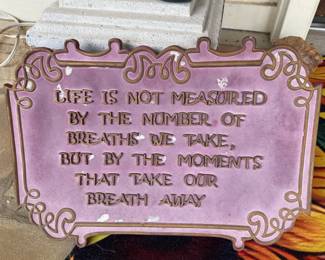 LIFE IS NOT MEASURED
BY THE NUMBER OF
BREATHS WE TAKE,
BUT BY THE MOMENTS
THAT TAKE OUR
BREATH AWAY